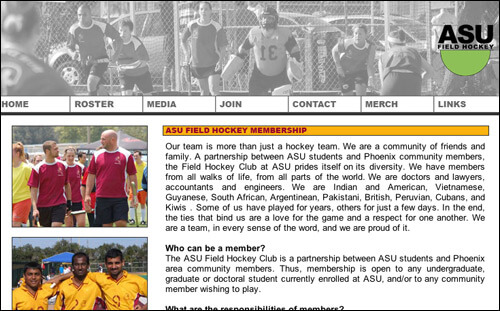 ASU
FIELD HOCKEY
13
HOME
ROSTER
MEDIA
JOIN
CONTACT
MERCH
LINKS
ASU FIELD HOCKEY MEMBERSHIP
Our team is more than just a hockey team. We are a community of friends and
family. A partnership between ASU students and Phoenix community members,
the Field Hockey Club at ASU prides itself on its diversity. We have members
from all walks of life, from all parts of the world. We are doctors and lawyers,
accountants and engineers. We are Indian and American, Vietnamese,
Guyanese, South African, Argentinean, Pakistani, British, Peruvian, Cubans, and
Kiwis . Some of us have played for years, others for just a few days. In the end,
the ties that bind us are a love for the game and a respect for one another. We
are a team, in every sense of the word, and we are proud of it.
Who can be a member?
The ASU Field Hockey Club is a partnership between ASU students and Phoenix
area community members. Thus, membership is open to any undergraduate,
graduate or doctoral student currently enrolled at ASU, and/or to any community
member wishing to play.
What are the responsibilities of members?